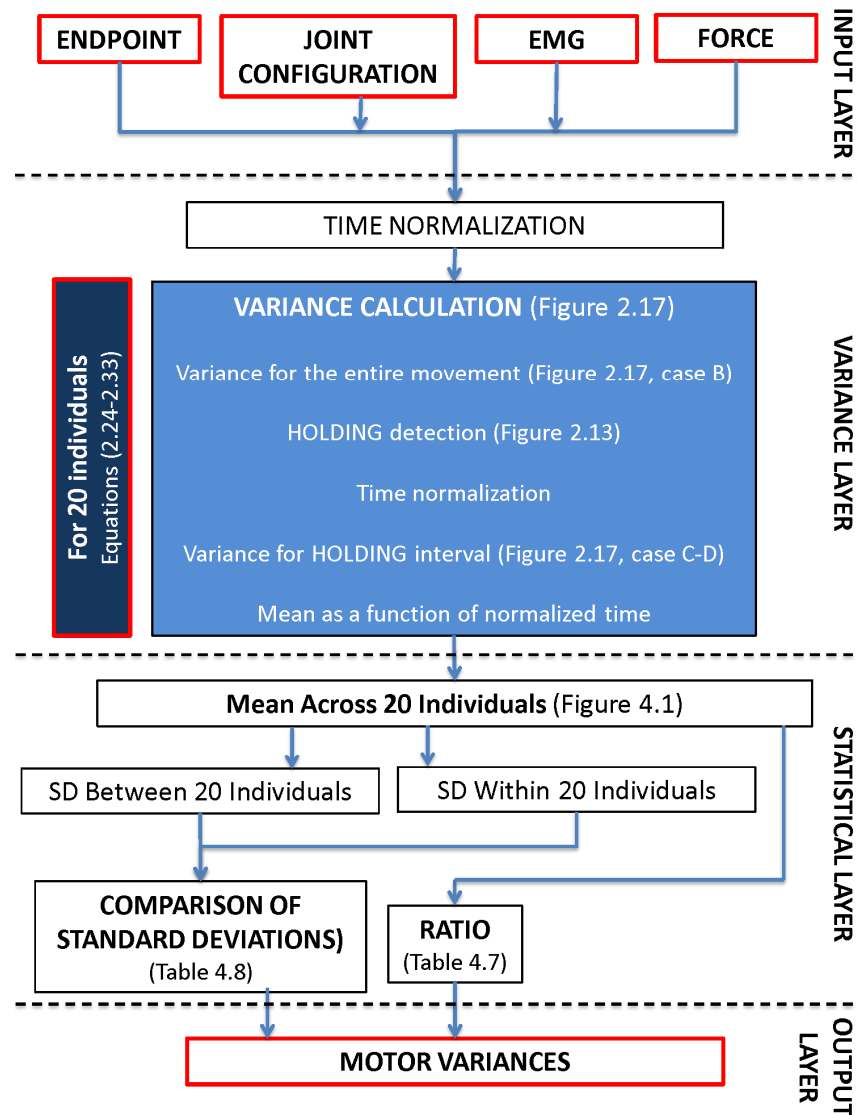 ENDPOINT
JOINT
CONFIGURATION
EMG
FORCE
INPUT LAYER
TIME NORMALIZATION
For 20 individuals
Equations (2.24-2.33)
VARIANCE CALCULATION (Figure 2.17)
Variance for the entire movement (Figure 2.17, case B)
HOLDING detection (Figure 2.13)
Time normalization
Variance for HOLDING interval (Figure 2.17, case C-D)
Mean as a function of normalized time
VARIANCE LAYER
Mean Across 20 Individuals (Figure 4.1)
SD Between 20 Individuals
SD Within 20 Individuals
STATISTICAL LAYER
COMPARISON OF
STANDARD DEVIATIONS)
(Table 4.8)
RATIO
(Table 4.7)
MOTOR VARIANCES
OUTPUT
LAYER